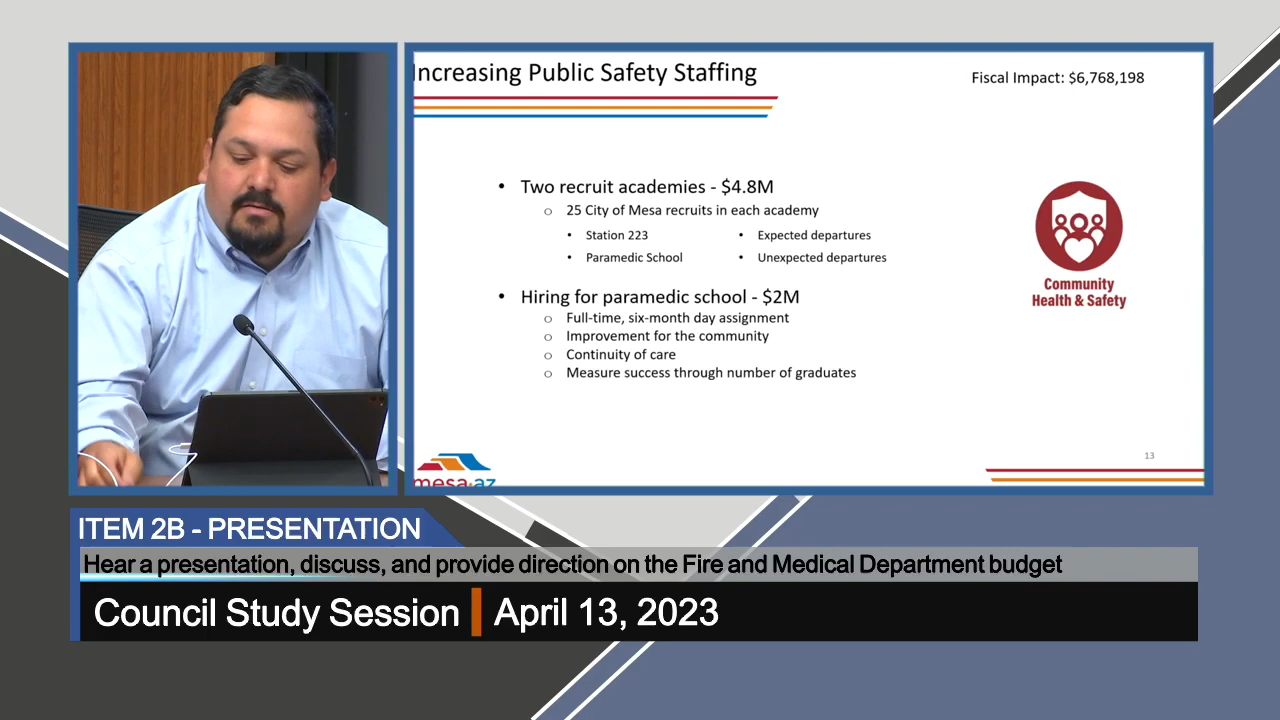 Increasing Public Safety Staffing
Fiscal Impact: $6,768,198
• Two recruit academies - $4.8M
o 25 City of Mesa recruits in each academy
• Station 223
• Expected departures
• Paramedic School
• Unexpected departures
• Hiring for paramedic school - $2M
o Full-time, six-month day assignment
o Improvement for the community
o Continuity of care
o Measure success through number of graduates
Community
Health & Safety
13
mesa·az
ITEM 2B - PRESENTATION
Hear a presentation, discuss, and provide direction on the Fire and Medical Department budget
Council Study Session
April 13, 2023